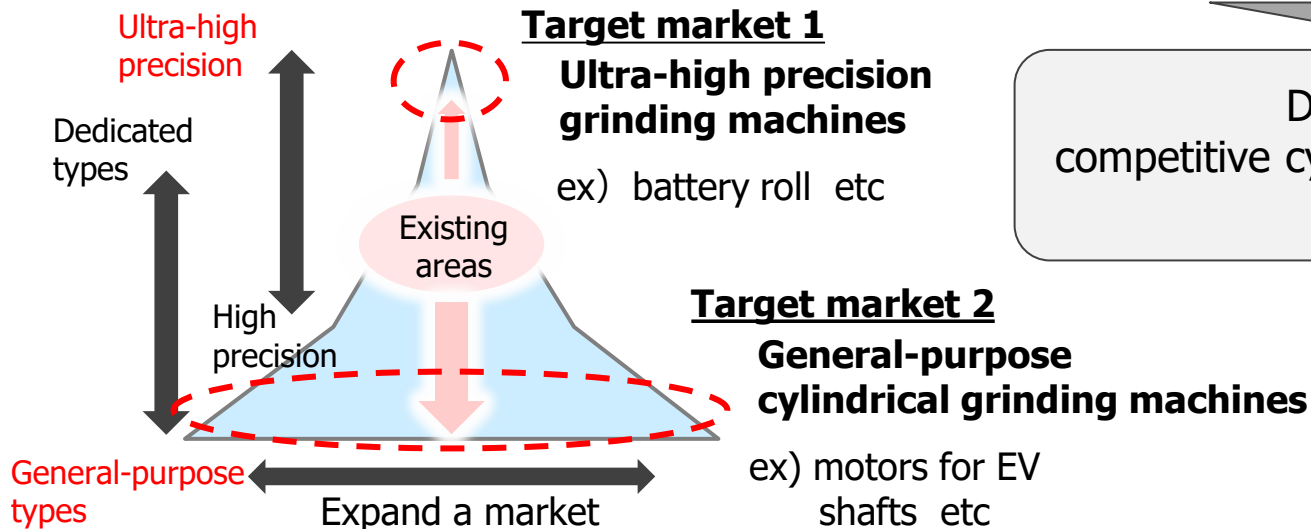 Ultra-high
precision
Dedicated
types
High
precision
General-purpose
types
Existing
areas
Expand a market
Target market 1
Ultra-high precision
grinding machines
ex） battery roll etc
Target market 2
General-purpose
cylindrical grinding machines
ex) motors for EV
shafts etc
competitive